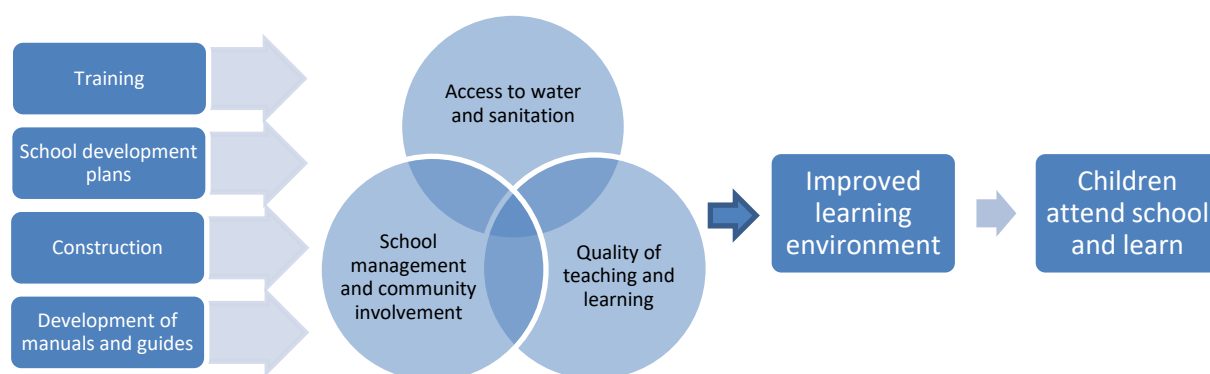 Training
School development
plans
Construction
Development of
manuals and guides
Access to water
and sanitation
School
management
and community
involvement
Quality of
teaching and
learning
Improved
learning
environment
Children
attend school
and learn